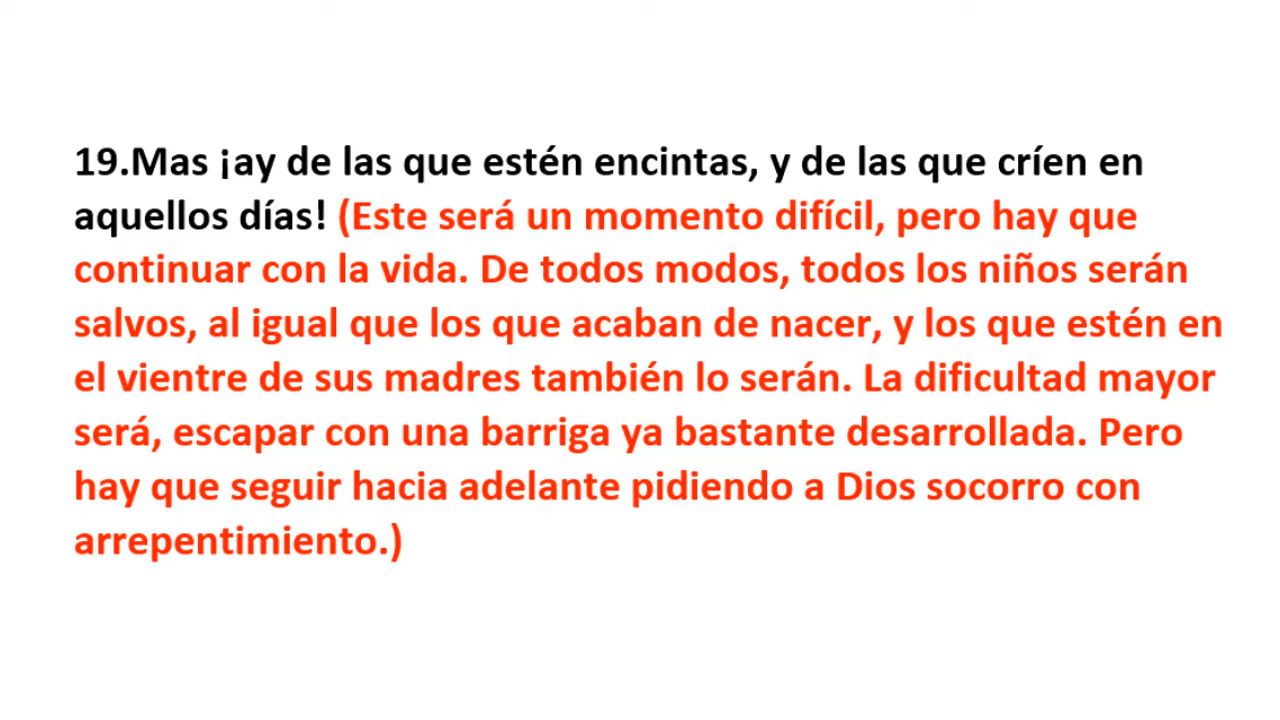 19.Mas ¡ay de las que estén encintas, y de las que críen en
aquellos días! (Este será un momento difícil, pero hay que
continuar con la vida. De todos modos, todos los niños serán
salvos, al igual que los que acaban de nacer, y los que estén en
el vientre de sus madres también lo serán. La dificultad mayor
será, escapar con una barriga ya bastante desarrollada. Pero
hay que seguir hacia adelante pidiendo a Dios socorro con
arrepentimiento.)